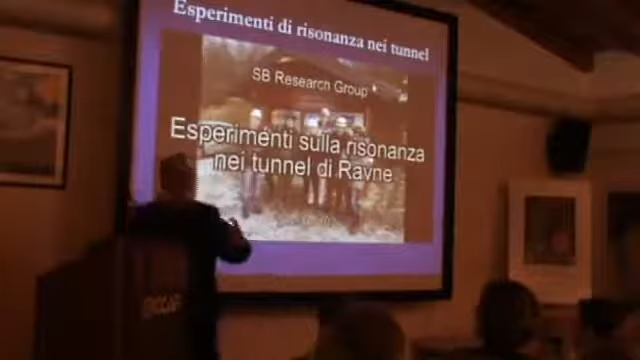 Esperimenti di risonanza nei tunnel
SB Research Group
Esperimenti sulla risonanza
nei tunnel di Ravne